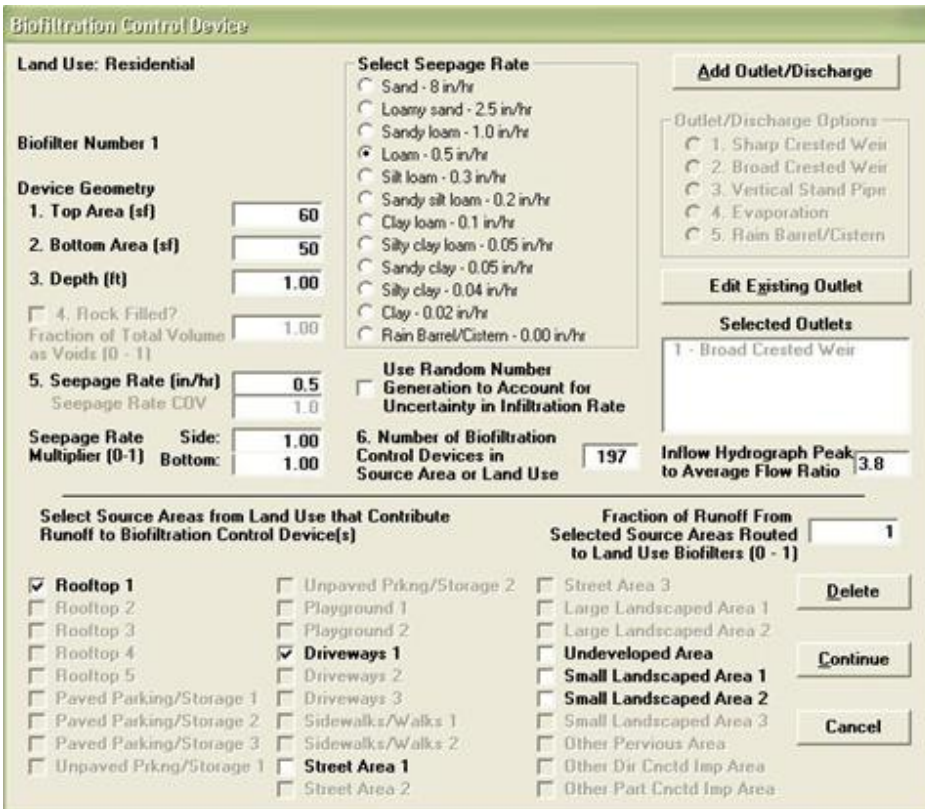 Biofiltration Control Device
Land Use: Residential
Biofilter Number 1
Device Geometry
1. Top Area (sf) 60
2. Bottom Area (sf) 50
3. Depth (ft) 1.00
4. Rock Filled?
Fraction of Total Volume
as Voids (0 - 1) 1.00
5. Seepage Rate (in/hr) 0.5
Seepage Rate COV 1.0
Seepage Rate Side: 1.00
Multiplier (0-1) Bottom: 1.00
Select Seepage Rate
Sand - 8 in/hr
Loamy sand - 2.5 in/hr
Sandy loam - 1.0 in/hr
Loam - 0.5 in/hr
Silt loam - 0.3 in/hr
Sandy silt loam - 0.2 in/hr
Clay loam - 0.1 in/hr
Silty clay loam - 0.05 in/hr
Sandy clay - 0.05 in/hr
Silty clay - 0.04 in/hr
Clay - 0.02 in/hr
Rain Barrel/Cistern - 0.00 in/hr
Use Random Number
Generation to Account for
Uncertainty in Infiltration Rate
6. Number of Biofiltration
Control Devices in
Source Area or Land Use 197
Add Outlet/Discharge
Outlet/Discharge Options
1. Sharp Crested Weir
2. Broad Crested Weir
3. Vertical Stand Pipe
4. Evaporation
5. Rain Barrel/Cistern
Edit Existing Outlet
Selected Outlets
1 - Broad Crested Weir
Inflow Hydrograph Peak
to Average Flow Ratio 3.8
Select Source Areas from Land Use that Contribute
Runoff to Biofiltration Control Device(s)
Fraction of Runoff From
Selected Source Areas Routed
to Land Use Biofilters (0 - 1) 1
Rooftop 1
Rooftop 2
Rooftop 3
Rooftop 4
Rooftop 5
Paved Parking/Storage 1
Paved Parking/Storage 2
Paved Parking/Storage 3
Unpaved Prkng/Storage 1
Unpaved Prkng/Storage 2
Playground 1
Playground 2
Driveways 1
Driveways 2
Driveways 3
Sidewalks/Walks 1
Sidewalks/Walks 2
Street Area 1
Street Area 2
Street Area 3
Large Landscaped Area 1
Large Landscaped Area 2
Undeveloped Area
Small Landscaped Area 1
Small Landscaped Area 2
Small Landscaped Area 3
Other Pervious Area
Other Dir Cnctd Imp Area
Other Part Cnctd Imp Area
Delete
Continue
Cancel